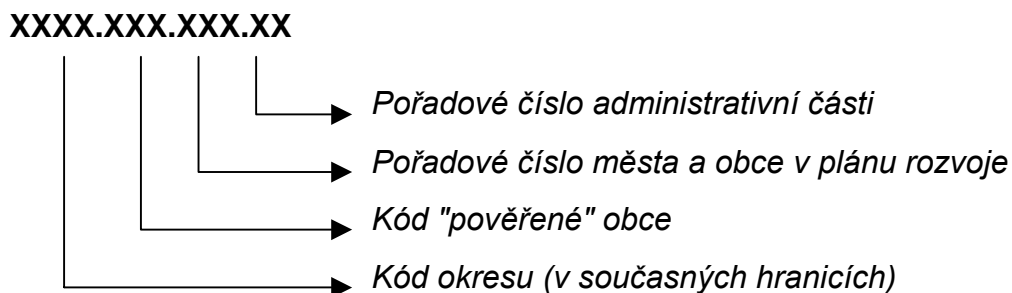 XXXX.XXX.XXX.XX
Pořadové číslo administrativní části
Pořadové číslo města a obce v plánu rozvoje
Kód "pověřené" obce
Kód okresu (v současných hranicích)